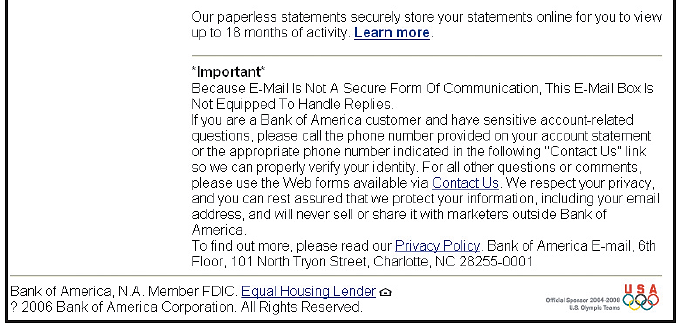 Our paperless statements securely store your statements online for you to view
up to 18 months of activity. Learn more.
*Important*
Because E-Mail Is Not A Secure Form Of Communication, This E-Mail Box Is
Not Equipped To Handle Replies.
If you are a Bank of America customer and have sensitive account-related
questions, please call the phone number provided on your account statement
or the appropriate phone number indicated in the following "Contact Us" link
so we can properly verify your identity. For all other questions or comments,
please use the Web forms available via Contact Us. We respect your privacy,
and you can rest assured that we protect your information, including your email
address, and will never sell or share it with marketers outside Bank of
America.
To find out more, please read our Privacy Policy. Bank of America E-mail, 6th
Floor, 101 North Tryon Street, Charlotte, NC 28255-0001
Bank of America, N.A. Member FDIC. Equal Housing Lender
? 2006 Bank of America Corporation. All Rights Reserved.
Official Sponsor 2004-2008
U.S. Olympic Teams
USA